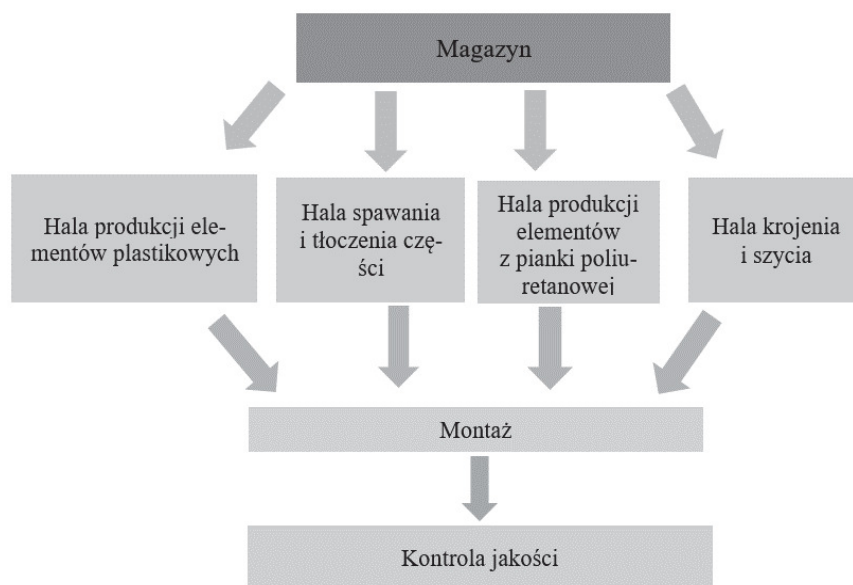 Magazyn
Hala produkcji ele-
mentów plastikowych
Hala spawania
i tłoczenia czę-
ści
Hala produkcji
elementów
z pianki poliu-
retanowej
Hala krojenia
i szycia
Montaż
Kontrola jakości